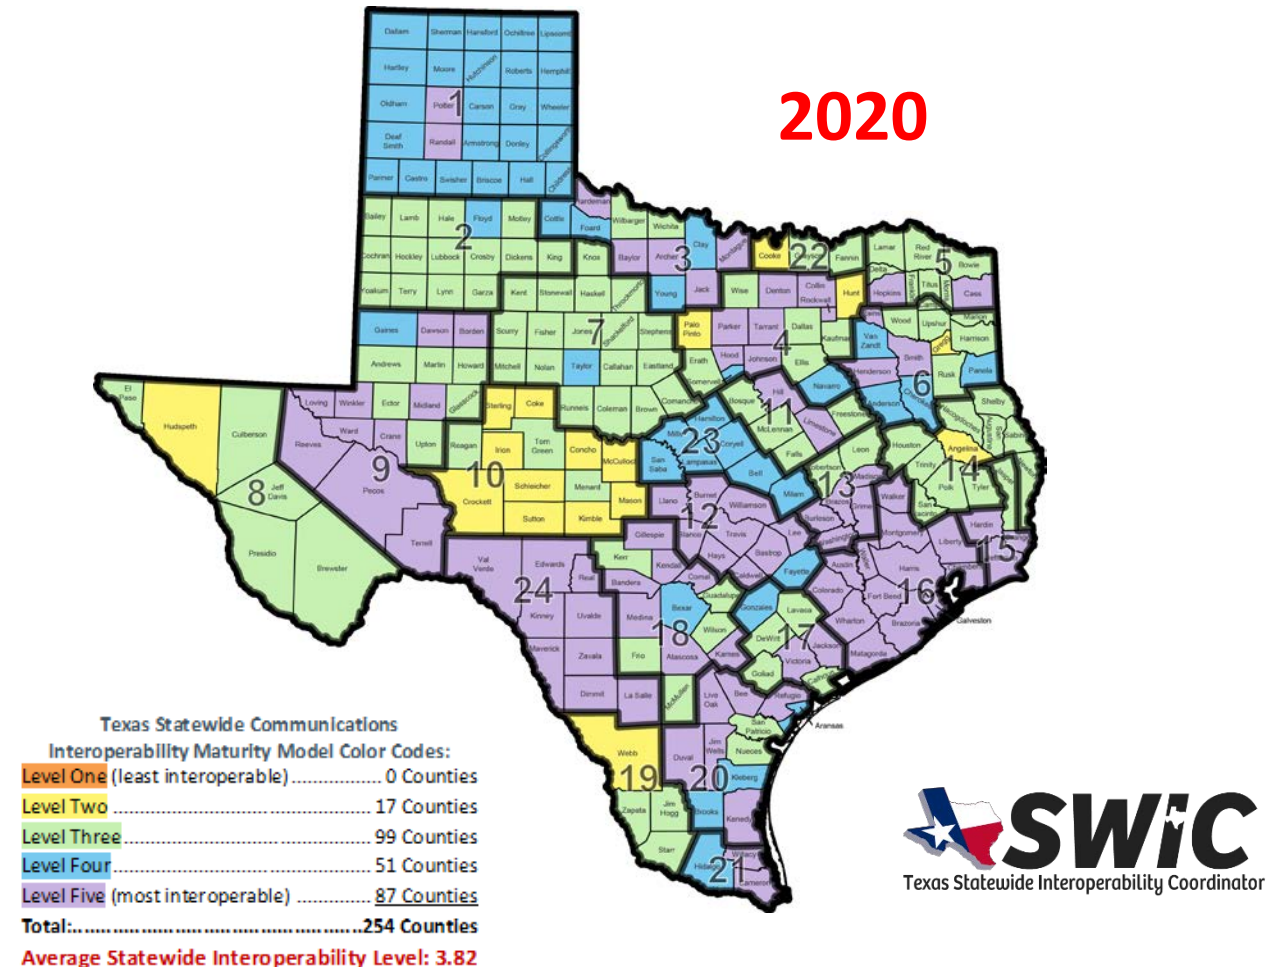 2020
Dallam Sherman Hansford Ochiltree Lipscomb
Hartley Moore Hutchinson Roberts Hemphill
Oldham Potter 1 Carson Gray Wheeler
Deaf Smith Randall Armstrong Donley Collingsworth
Parmer Castro Swisher Briscoe Hall Childress
Bailey Lamb Hale Floyd Motley Cottle Foard Hardeman Wilbarger Wichita Clay Montague Cooke Grayson Fannin Lamar Red River Bowie
2 3 22 5
Cochran Hockley Lubbock Crosby Dickens King Knox Baylor Archer
Delta Franklin Titus Morris Cass Hopkins
Yoakum Terry Lynn Garza Kent Stonewall Haskell Throckmorton Young Jack Wise Denton Collin Rockwall Hunt
Gaines Dawson Borden Scurry Fisher Jones 7 Shackelford Stephens Palo Pinto Parker Tarrant Dallas Kaufman Van Zandt Wood Upshur Marion Harrison
Andrews Martin Howard Mitchell Nolan Taylor Callahan Eastland Erath Hood Johnson 4 Ellis Henderson Smith Gregg Rusk Panola
Somervell Navarro Anderson 6 Cherokee
El Paso Hudspeth Culberson Loving Winkler Ector Midland Glasscock Sterling Coke Runnels Coleman Brown Comanche Bosque Hill 11 Freestone Nacogdoches Shelby
Hamilton McLennan Limestone San Augustine Sabine
Reeves Ward Crane Upton Reagan Irion Tom Green Concho McCulloch Mills 23 Coryell Falls Leon Houston Angelina
8 Jeff Davis 9 Pecos 10 San Saba Lampasas Bell Robertson Madison Trinity 14 Polk Tyler Jasper
Crockett Schleicher Menard Mason Milam 13 Brazos Grimes Walker San Jacinto
Sutton Kimble Llano Burnet Williamson Burleson Hardin
Presidio Brewster Terrell Gillespie Blanco 12 Travis Lee Washington Montgomery Liberty 15 Orange
Val Verde Edwards Kerr Kendall Hays Bastrop Austin Waller Harris Chambers
24 Real Bandera Comal Caldwell Fayette Colorado Fort Bend 16
Kinney Uvalde Medina Bexar Guadalupe Gonzales Lavaca Wharton Brazoria Galveston
18 Wilson DeWitt 17 Jackson Matagorda
Maverick Zavala Frio Atascosa Karnes Victoria
Goliad Calhoun
Dimmit La Salle McMullen Live Oak Bee Refugio
San Patricio Aransas
Webb Duval Jim Wells Nueces
19 20 Kleberg
Zapata Jim Hogg Brooks Kenedy
Starr Hidalgo 21 Willacy
Cameron
Texas Statewide Communications
Interoperability Maturity Model Color Codes:
Level One (least interoperable)................. 0 Counties
Level Two ................................................ 17 Counties
Level Three.............................................. 99 Counties
Level Four................................................ 51 Counties
Level Five (most interoperable) .............. 87 Counties
Total:....................................................254 Counties
Average Statewide Interoperability Level: 3.82
SWiC
Texas Statewide Interoperability Coordinator